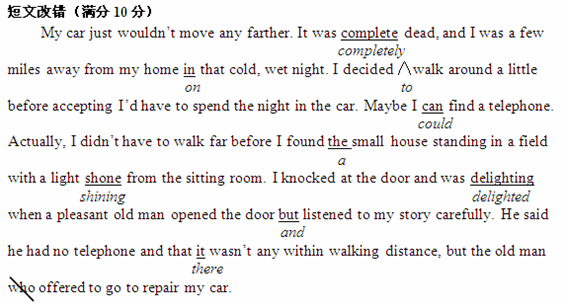 短文改错（满分10分）
My car just wouldn't move any farther. It was complete dead, and I was a few
completely
miles away from my home in that cold, wet night. I decided ∧ walk around a little
on to
before accepting I'd have to spend the night in the car. Maybe I can find a telephone.
could
Actually, I didn't have to walk far before I found the small house standing in a field
a
with a light shone from the sitting room. I knocked at the door and was delighting
shining delighted
when a pleasant old man opened the door but listened to my story carefully. He said
and
he had no telephone and that it wasn't any within walking distance, but the old man
there
who offered to go to repair my car.